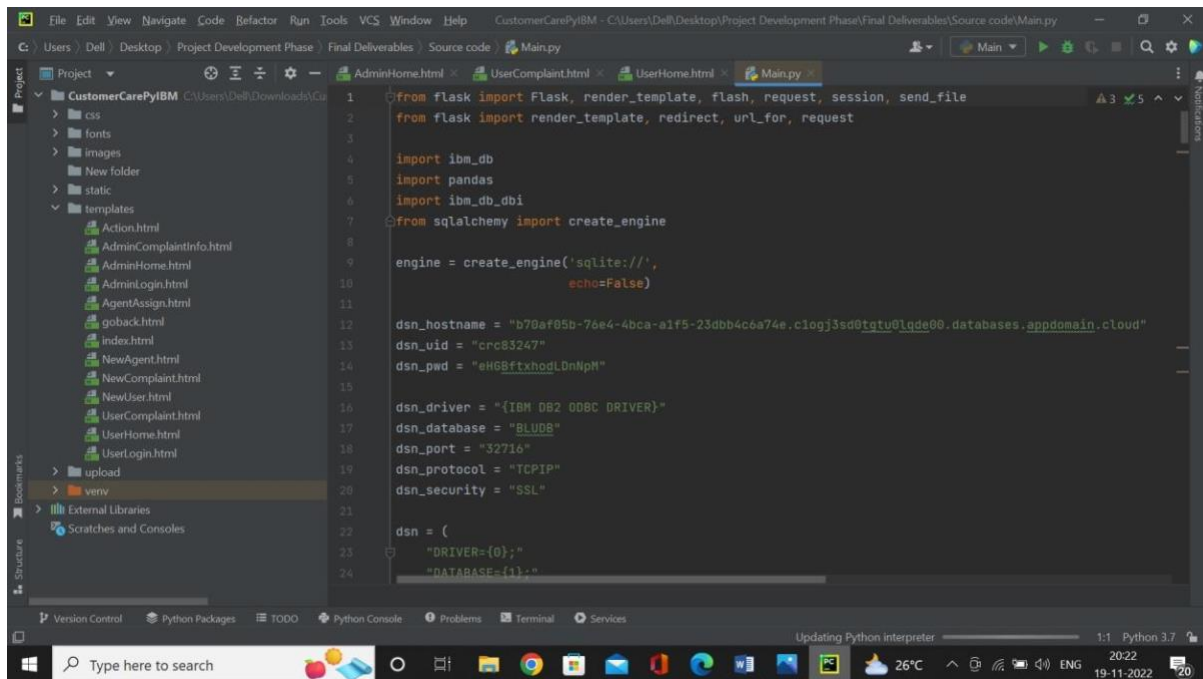 File Edit View Navigate Code Refactor Run Tools VCS Window Help CustomerCarePyIBM - C:\Users\Dell\Desktop\Project Development Phase\Final Deliverables\Source code\Main.py
C: Users Dell Desktop Project Development Phase Final Deliverables Source code Main.py Main
Project AdminHome.html UserComplaint.html UserHome.html Main.py
CustomerCarePyIBM C:\Users\Dell\Downloads\Cu
css
fonts
images
New folder
static
templates
Action.html
AdminComplaintInfo.html
AdminHome.html
AdminLogin.html
AgentAssign.html
goback.html
index.html
NewAgent.html
NewComplaint.html
NewUser.html
UserComplaint.html
UserHome.html
UserLogin.html
upload
venv
External Libraries
Scratches and Consoles
Project
Bookmarks
Structure
Notifications
3 5
1 from flask import Flask, render_template, flash, request, session, send_file
2 from flask import render_template, redirect, url_for, request
3
4 import ibm_db
5 import pandas
6 import ibm_db_dbi
7 from sqlalchemy import create_engine
8
9 engine = create_engine('sqlite://',
10 echo=False)
11
12 dsn_hostname = "b70af05b-76e4-4bca-a1f5-23dbb4c6a74e.c1ogj3sd0tgtu0lqde00.databases.appdomain.cloud"
13 dsn_uid = "crc83247"
14 dsn_pwd = "eHGBftxhodLDnNpM"
15
16 dsn_driver = "{IBM DB2 ODBC DRIVER}"
17 dsn_database = "BLUDB"
18 dsn_port = "32716"
19 dsn_protocol = "TCPIP"
20 dsn_security = "SSL"
21
22 dsn = (
23 "DRIVER={0};"
24 "DATABASE={1};"
Version Control Python Packages TODO Python Console Problems Terminal Services
Updating Python interpreter 1:1 Python 3.7
Type here to search 26°C ENG 20:22
19-11-2022 20